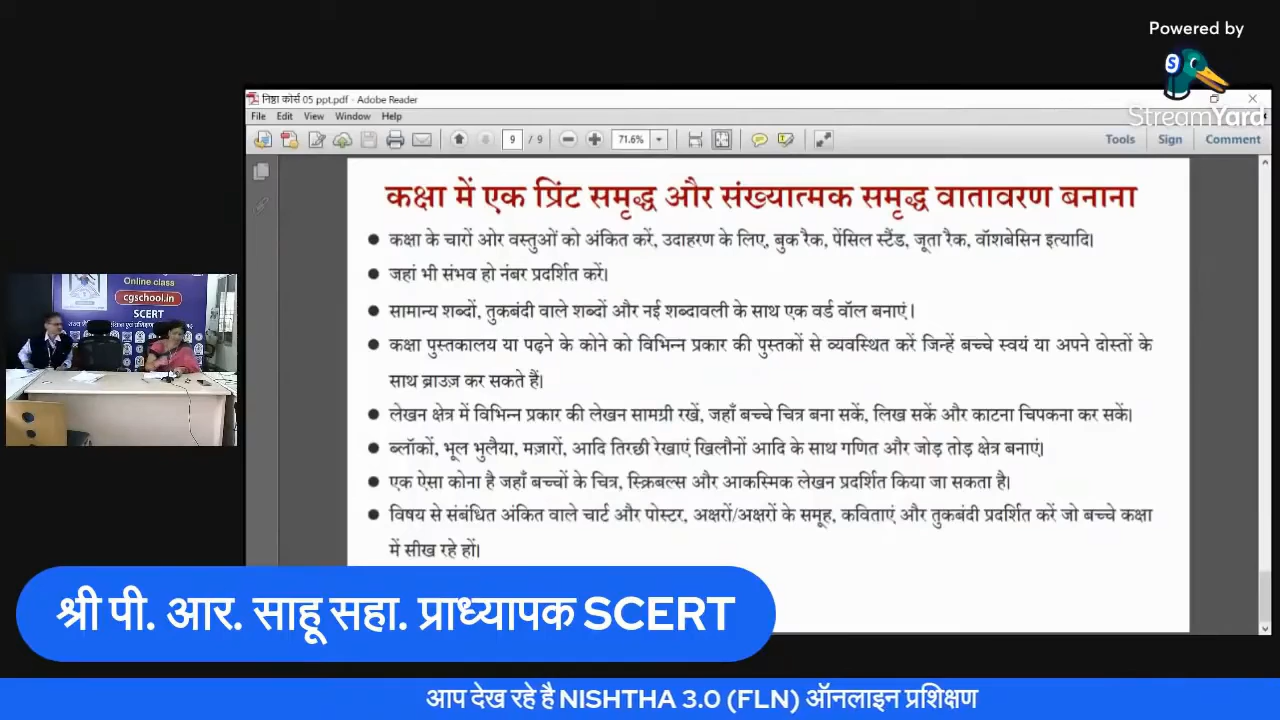 Powered by
StreamYard
निष्ठा कोर्स 05 ppt.pdf - Adobe Reader
File Edit View Window Help
9 / 9 71.6% Tools Sign Comment
कक्षा में एक प्रिंट समृद्ध और संख्यात्मक समृद्ध वातावरण बनाना
● कक्षा के चारों ओर वस्तुओं को अंकित करें, उदाहरण के लिए, बुक रैक, पेंसिल स्टैंड, जूता रैक, वॉशबेसिन इत्यादि।
● जहां भी संभव हो नंबर प्रदर्शित करें।
● सामान्य शब्दों, तुकबंदी वाले शब्दों और नई शब्दावली के साथ एक वर्ड वॉल बनाएं।
● कक्षा पुस्तकालय या पढ़ने के कोने को विभिन्न प्रकार की पुस्तकों से व्यवस्थित करें जिन्हें बच्चे स्वयं या अपने दोस्तों के
साथ ब्राउज़ कर सकते हैं।
● लेखन क्षेत्र में विभिन्न प्रकार की लेखन सामग्री रखें, जहाँ बच्चे चित्र बना सकें, लिख सकें और काटना चिपकना कर सकें।
● ब्लॉकों, भूल भुलैया, मज़ारों, आदि तिरछी रेखाएं खिलौनों आदि के साथ गणित और जोड़ तोड़ क्षेत्र बनाएं।
● एक ऐसा कोना है जहाँ बच्चों के चित्र, स्क्रिबल्स और आकस्मिक लेखन प्रदर्शित किया जा सकता है।
● विषय से संबंधित अंकित वाले चार्ट और पोस्टर, अक्षरों/अक्षरों के समूह, कविताएं और तुकबंदी प्रदर्शित करें जो बच्चे कक्षा
में सीख रहे हों।
Online class
cgschool.in
SCERT
श्री पी. आर. साहू सहा. प्राध्यापक SCERT
आप देख रहे है NISHTHA 3.0 (FLN) ऑनलाइन प्रशिक्षण